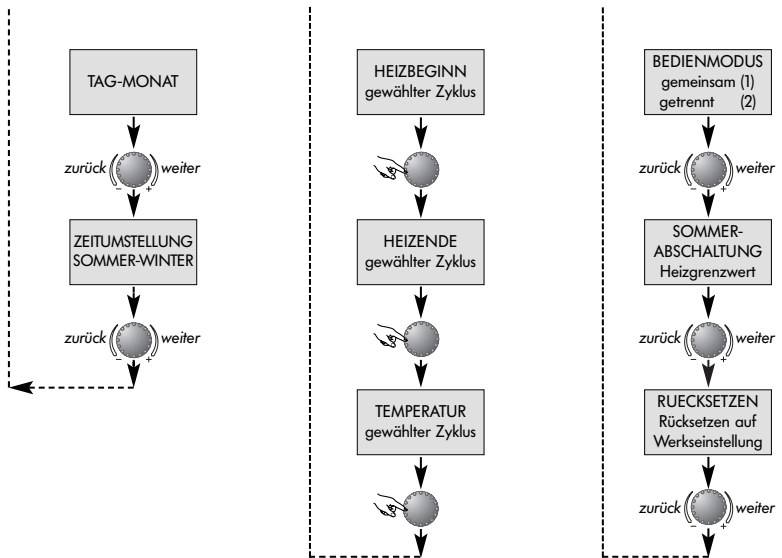 TAG-MONAT
zurück - + weiter
ZEITUMSTELLUNG
SOMMER-WINTER
zurück - + weiter
HEIZBEGINN
gewählter Zyklus
HEIZENDE
gewählter Zyklus
TEMPERATUR
gewählter Zyklus
BEDIENMODUS
gemeinsam (1)
getrennt (2)
zurück - + weiter
SOMMER-
ABSCHALTUNG
Heizgrenzwert
zurück - + weiter
RUECKSETZEN
Rücksetzen auf
Werkseinstellung
zurück - + weiter